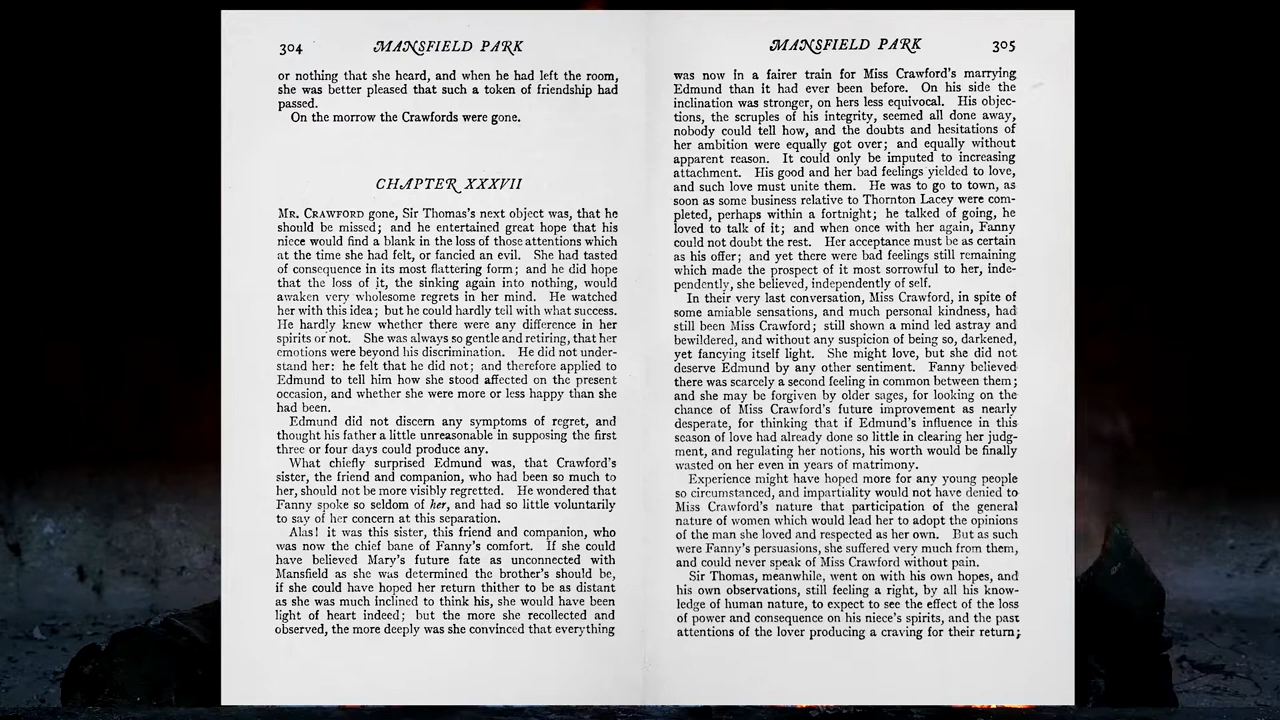 304 MANSFIELD PARK
or nothing that she heard, and when he had left the room,
she was better pleased that such a token of friendship had
passed.
On the morrow the Crawfords were gone.
CHAPTER XXXVII
MR. CRAWFORD gone, Sir Thomas's next object was, that he
should be missed; and he entertained great hope that his
niece would find a blank in the loss of those attentions which
at the time she had felt, or fancied an evil. She had tasted
of consequence in its most flattering form; and he did hope
that the loss of it, the sinking again into nothing, would
awaken very wholesome regrets in her mind. He watched
her with this idea; but he could hardly tell with what success.
He hardly knew whether there were any difference in her
spirits or not. She was always so gentle and retiring, that her
emotions were beyond his discrimination. He did not under-
stand her: he felt that he did not; and therefore applied to
Edmund to tell him how she stood affected on the present
occasion, and whether she were more or less happy than she
had been.
Edmund did not discern any symptoms of regret, and
thought his father a little unreasonable in supposing the first
three or four days could produce any.
What chiefly surprised Edmund was, that Crawford's
sister, the friend and companion, who had been so much to
her, should not be more visibly regretted. He wondered that
Fanny spoke so seldom of her, and had so little voluntarily
to say of her concern at this separation.
Alas! it was this sister, this friend and companion, who
was now the chief bane of Fanny's comfort. If she could
have believed Mary's future fate as unconnected with
Mansfield as she was determined the brother's should be,
if she could have hoped her return thither to be as distant
as she was much inclined to think his, she would have been
light of heart indeed; but the more she recollected and
observed, the more deeply was she convinced that everything
MANSFIELD PARK 305
was now in a fairer train for Miss Crawford's marrying
Edmund than it had ever been before. On his side the
inclination was stronger, on hers less equivocal. His objec-
tions, the scruples of his integrity, seemed all done away,
nobody could tell how, and the doubts and hesitations of
her ambition were equally got over; and equally without
apparent reason. It could only be imputed to increasing
attachment. His good and her bad feelings yielded to love,
and such love must unite them. He was to go to town, as
soon as some business relative to Thornton Lacey were com-
pleted, perhaps within a fortnight; he talked of going, he
loved to talk of it; and when once with her again, Fanny
could not doubt the rest. Her acceptance must be as certain
as his offer; and yet there were bad feelings still remaining
which made the prospect of it most sorrowful to her, inde-
pendently, she believed, independently of self.
In their very last conversation, Miss Crawford, in spite of
some amiable sensations, and much personal kindness, had
still been Miss Crawford; still shown a mind led astray and
bewildered, and without any suspicion of being so, darkened,
yet fancying itself light. She might love, but she did not
deserve Edmund by any other sentiment. Fanny believed
there was scarcely a second feeling in common between them;
and she may be forgiven by older sages, for looking on the
chance of Miss Crawford's future improvement as nearly
desperate, for thinking that if Edmund's influence in this
season of love had already done so little in clearing her judg-
ment, and regulating her notions, his worth would be finally
wasted on her even in years of matrimony.
Experience might have hoped more for any young people
so circumstanced, and impartiality would not have denied to
Miss Crawford's nature that participation of the general
nature of women which would lead her to adopt the opinions
of the man she loved and respected as her own. But as such
were Fanny's persuasions, she suffered very much from them,
and could never speak of Miss Crawford without pain.
Sir Thomas, meanwhile, went on with his own hopes, and
his own observations, still feeling a right, by all his know-
ledge of human nature, to expect to see the effect of the loss
of power and consequence on his niece's spirits, and the past
attentions of the lover producing a craving for their return;